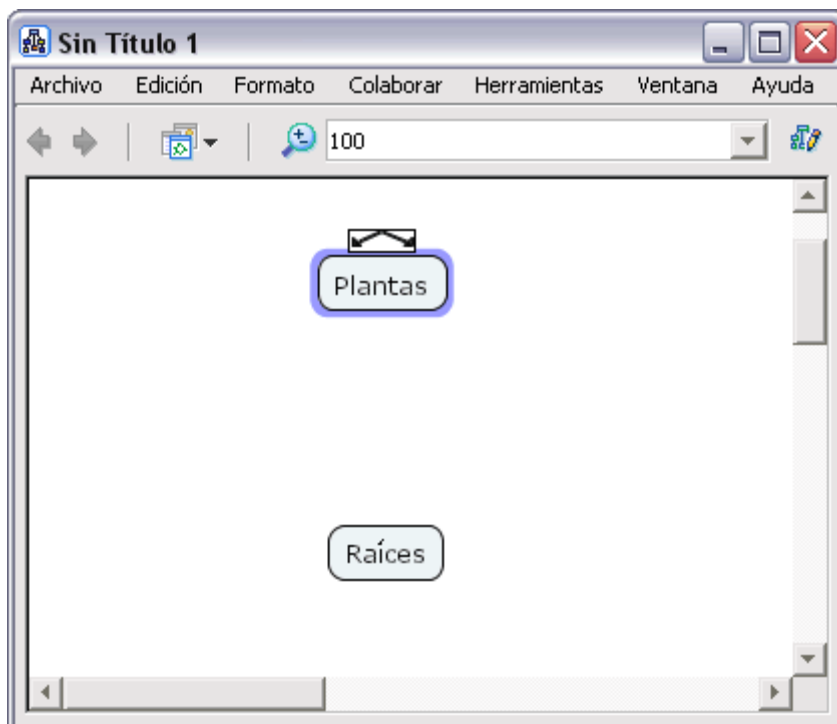 Sin Título 1
Archivo Edición Formato Colaborar Herramientas Ventana Ayuda
100
Plantas
Raíces